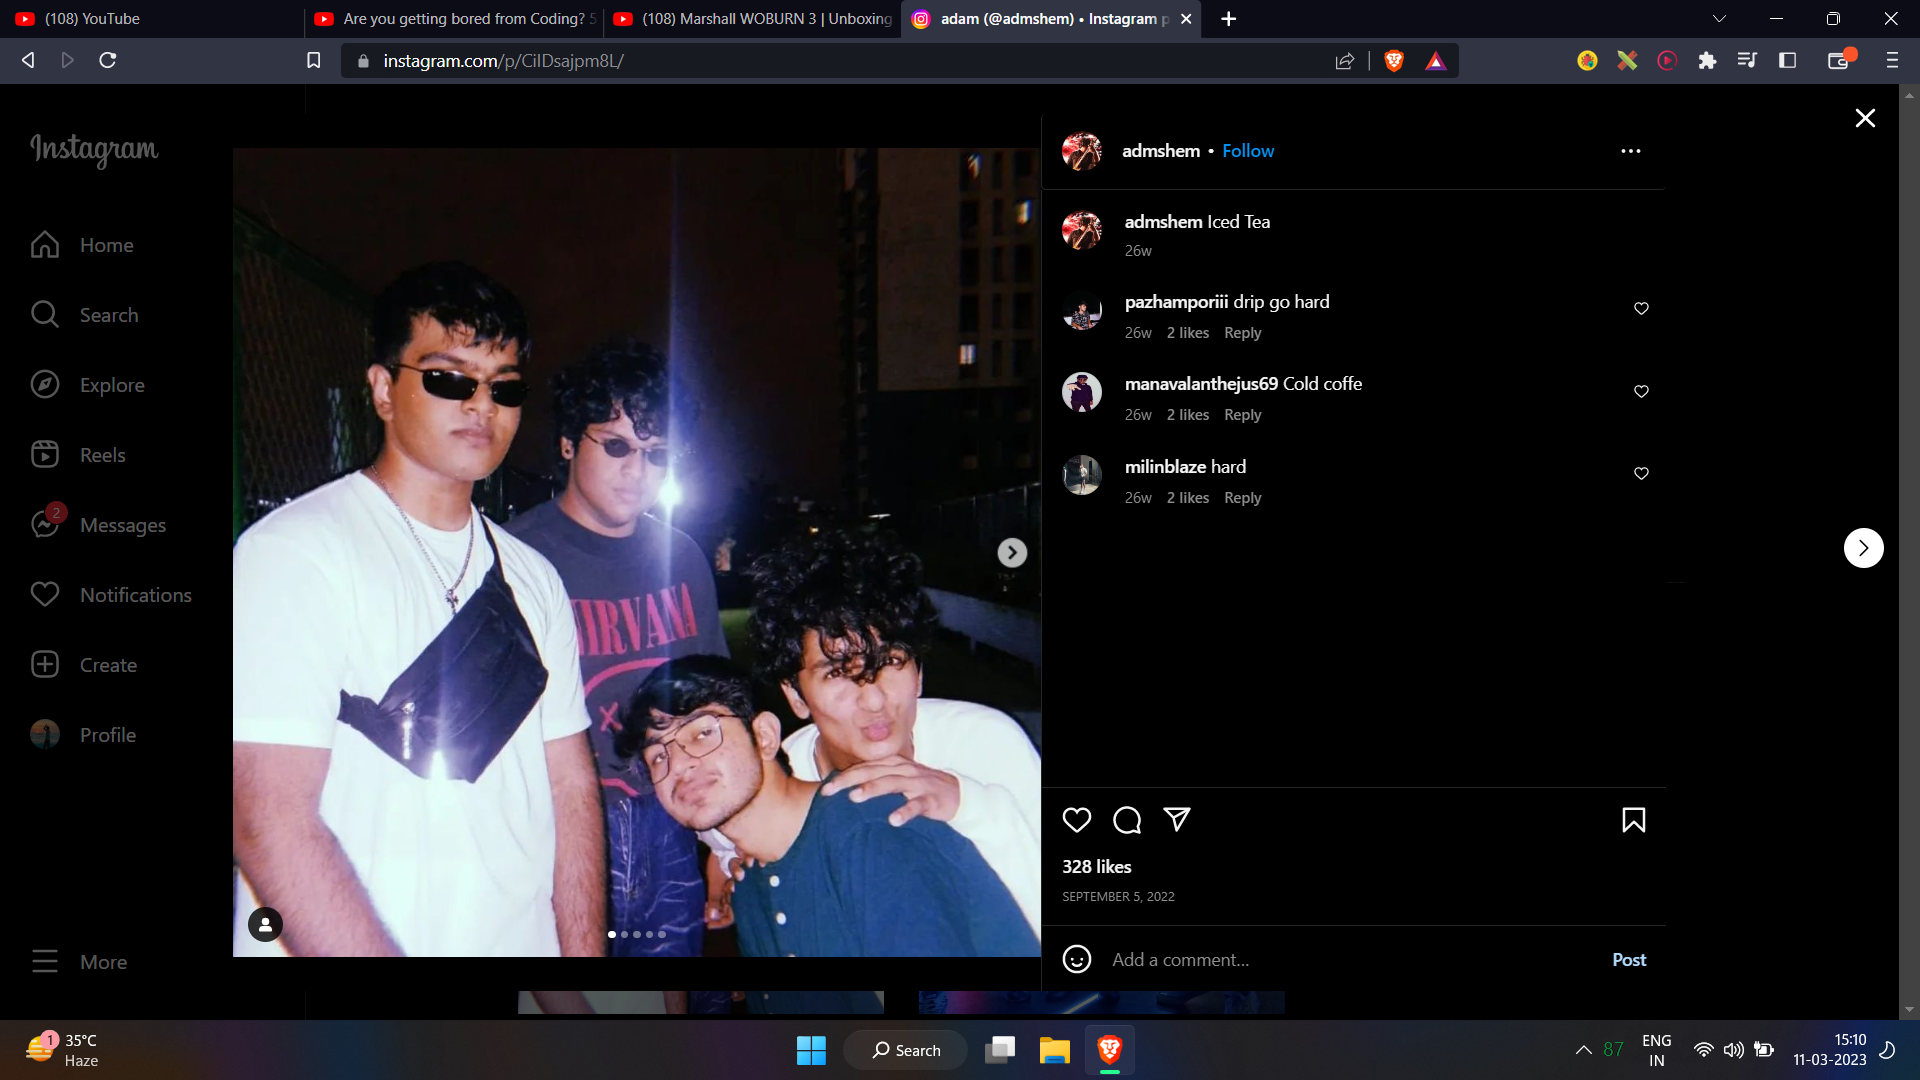 (108) YouTube
Are you getting bored from Coding? 5
(108) Marshall WOBURN 3 | Unboxing
adam (@admshem) • Instagram p
instagram.com/p/CiIDsajpm8L/
Instagram
Home
Search
Explore
Reels
2
Messages
Notifications
Create
Profile
More
NIRVANA
admshem • Follow
admshem Iced Tea
26w
pazhamporiii drip go hard
26w 2 likes Reply
manavalanthejus69 Cold coffe
26w 2 likes Reply
milinblaze hard
26w 2 likes Reply
328 likes
SEPTEMBER 5, 2022
Add a comment...
Post
1
35°C
Haze
Search
87
ENG
IN
15:10
11-03-2023